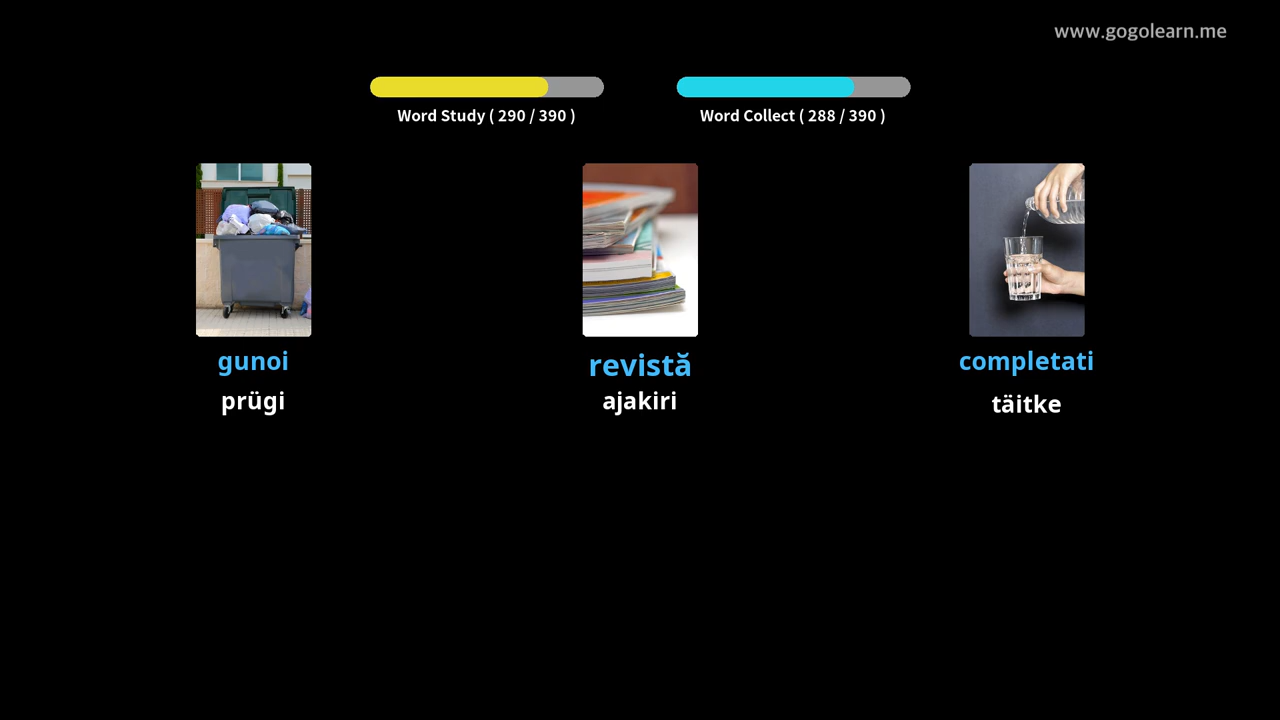 www.gogolearn.me
Word Study ( 290 / 390 )
Word Collect ( 288 / 390 )
gunoi
prügi
revistă
ajakiri
completati
täitke